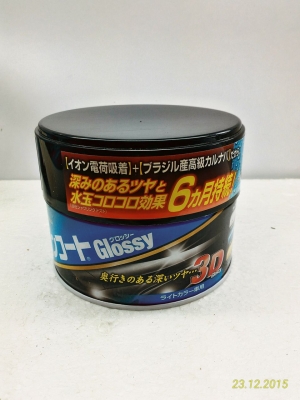 【イオン電荷吸着】+【ブラジル産高級カルナバ
深みのあるツヤと
水玉コロコロ効果
6ヵ月持続
コート
グロッシー
Glossy
奥行きのある深いツヤ…
3D
ライトカラー車用
23.12.2015